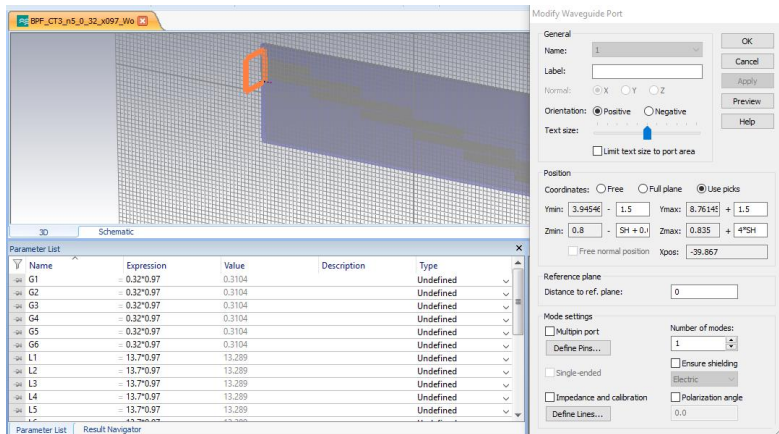 BPF_CT3_n5_0_32_x097_Wo
3D Schematic
Parameter List
Name Expression Value Description Type
G1 = 0.32*0.97 0.3104 Undefined
G2 = 0.32*0.97 0.3104 Undefined
G3 = 0.32*0.97 0.3104 Undefined
G4 = 0.32*0.97 0.3104 Undefined
G5 = 0.32*0.97 0.3104 Undefined
G6 = 0.32*0.97 0.3104 Undefined
L1 = 13.7*0.97 13.289 Undefined
L2 = 13.7*0.97 13.289 Undefined
L3 = 13.7*0.97 13.289 Undefined
L4 = 13.7*0.97 13.289 Undefined
L5 = 13.7*0.97 13.289 Undefined
Parameter List Result Navigator
Modify Waveguide Port
General
Name: 1
Label:
Normal: X Y Z
Orientation: Positive Negative
Text size:
Limit text size to port area
OK
Cancel
Apply
Preview
Help
Position
Coordinates: Free Full plane Use picks
Ymin: 3.94546 - 1.5 Ymax: 8.76145 + 1.5
Zmin: 0.8 - SH + 0. Zmax: 0.835 + 4*SH
Free normal position Xpos: -39.867
Reference plane
Distance to ref. plane: 0
Mode settings
Multipin port Number of modes:
Define Pins... 1
Single-ended Ensure shielding
Electric
Impedance and calibration Polarization angle
Define Lines... 0.0